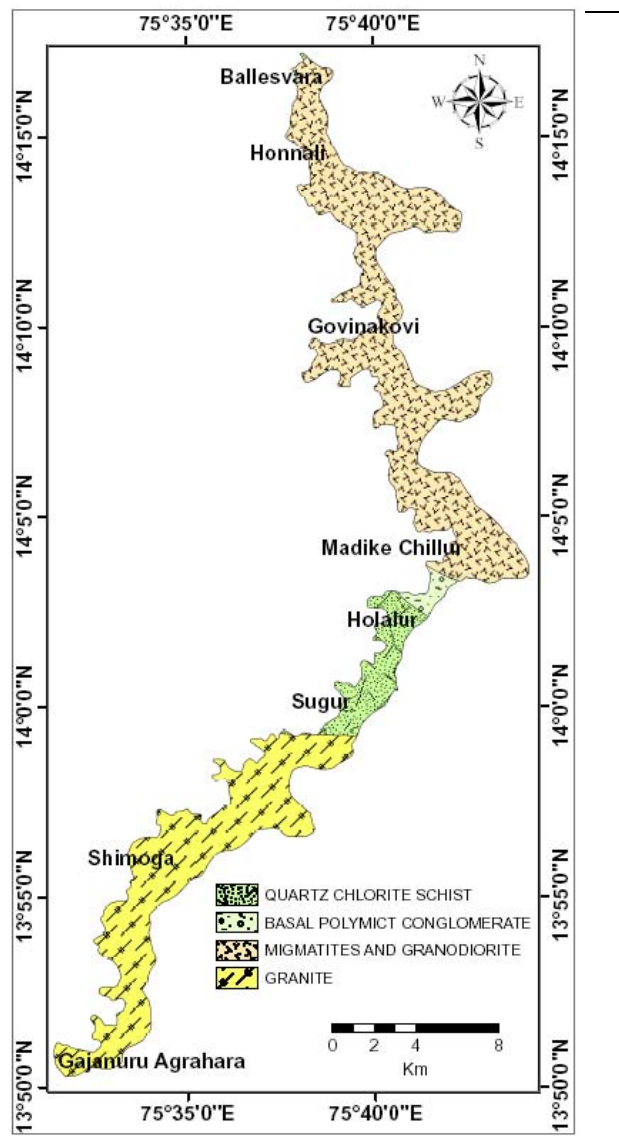 75°35'0"E 75°40'0"E
Ballesvara
N
W E
S
14°15'0"N 14°15'0"N
Honnali
14°10'0"N 14°10'0"N
Govinakovi
14°5'0"N 14°5'0"N
Madike Chillur
Holalur
Sugur
14°0'0"N 14°0'0"N
Shimoga
QUARTZ CHLORITE SCHIST
13°55'0"N 13°55'0"N
BASAL POLYMICT CONGLOMERATE
MIGMATITES AND GRANODIORITE
GRANITE
0 2 4 8
Km
Gajanuru Agrahara
13°50'0"N 13°50'0"N
75°35'0"E 75°40'0"E